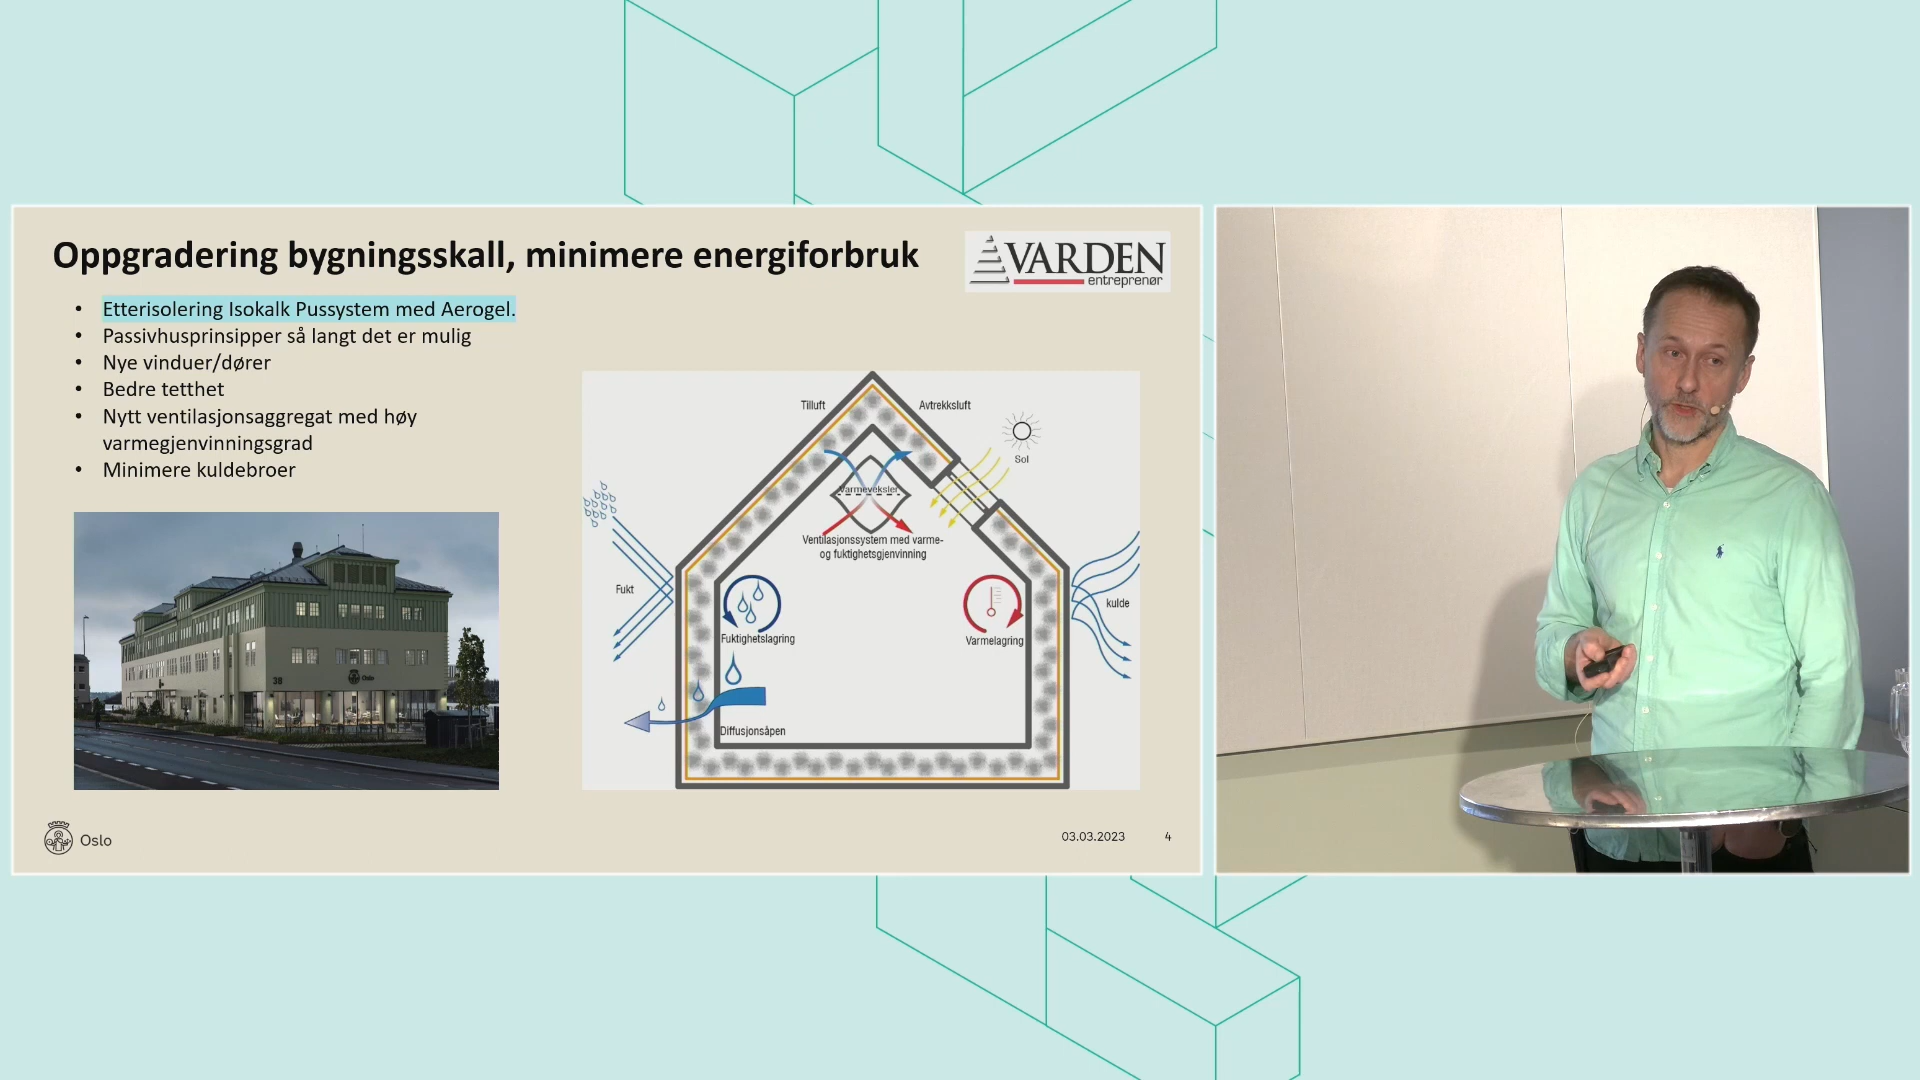 Oppgradering bygningsskall, minimere energiforbruk
VARDEN
entreprenør
• Etterisolering Isokalk Pussystem med Aerogel.
• Passivhusprinsipper så langt det er mulig
• Nye vinduer/dører
• Bedre tetthet
• Nytt ventilasjonsaggregat med høy
varmegjenvinningsgrad
• Minimere kuldebroer
Tilluft
Avtrekksluft
Sol
Varmeveksler
Ventilasjonssystem med varme-
og fuktighetsgjenvinning
Fukt
kulde
Fuktighetslagring
Varmelagring
Diffusjonsåpen
38
Oslo
Oslo
03.03.2023
4